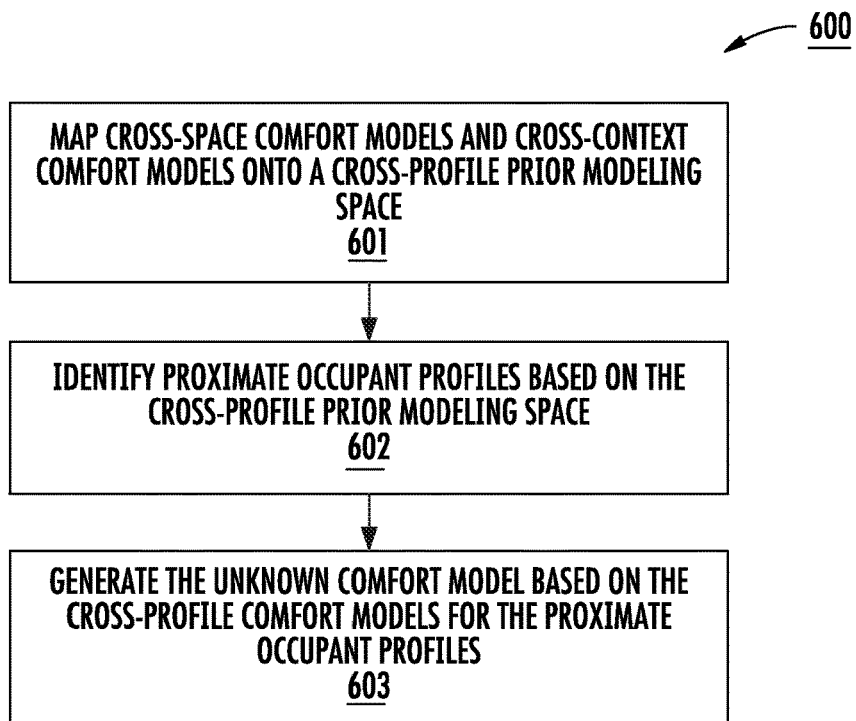 600
MAP CROSS-SPACE COMFORT MODELS AND CROSS-CONTEXT
COMFORT MODELS ONTO A CROSS-PROFILE PRIOR MODELING
SPACE
601
IDENTIFY PROXIMATE OCCUPANT PROFILES BASED ON THE
CROSS-PROFILE PRIOR MODELING SPACE
602
GENERATE THE UNKNOWN COMFORT MODEL BASED ON THE
CROSS-PROFILE COMFORT MODELS FOR THE PROXIMATE
OCCUPANT PROFILES
603